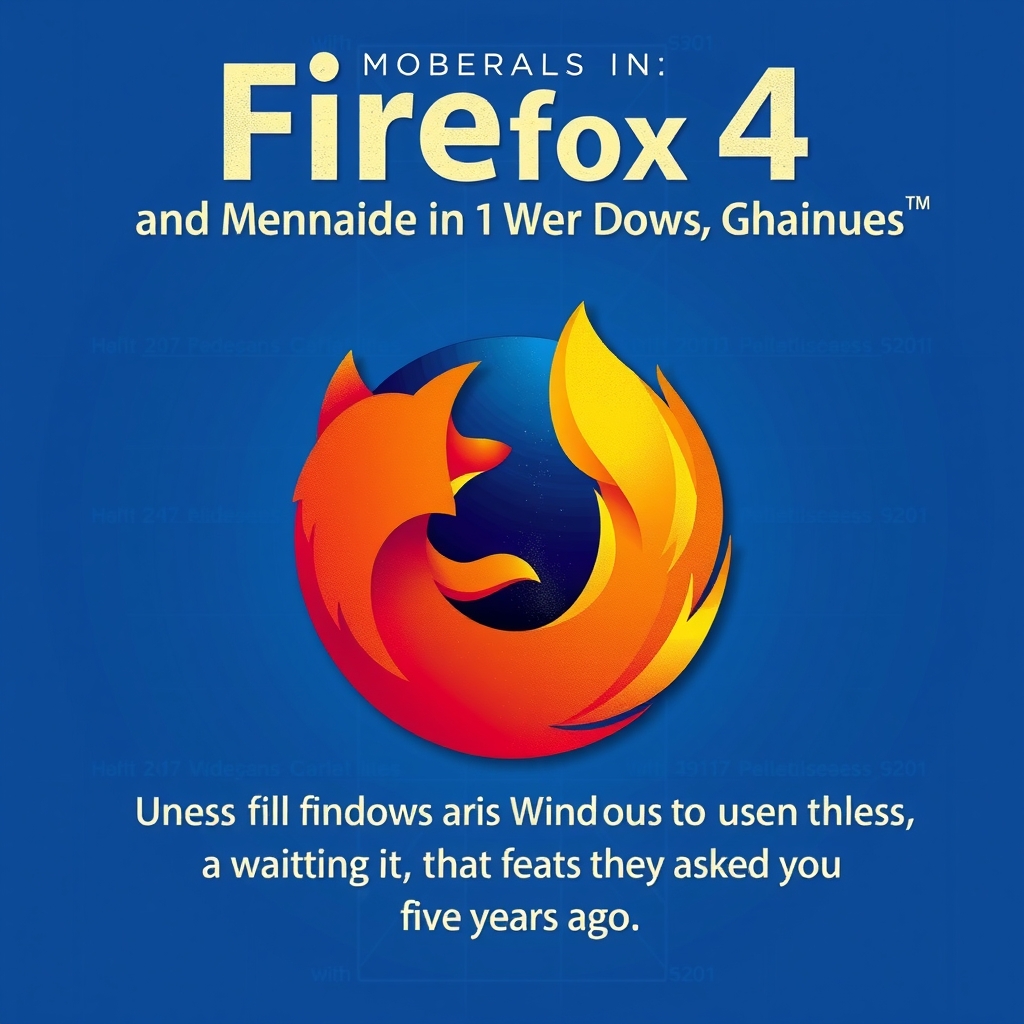 MOBERALS IN:
Firefox 4
and Mennaide in 1 Wer Dows, Ghainues™
Uness fill findows aris Windous to usen thless,
a waitting it, that feats they asked you
five years ago.